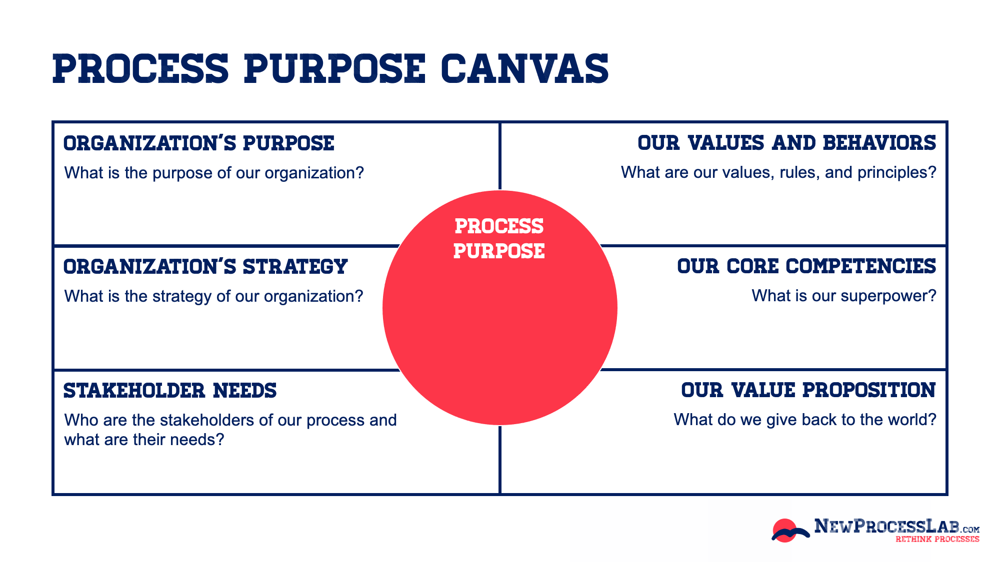 PROCESS PURPOSE CANVAS
ORGANIZATION'S PURPOSE
What is the purpose of our organization?
OUR VALUES AND BEHAVIORS
What are our values, rules, and principles?
PROCESS
PURPOSE
ORGANIZATION'S STRATEGY
What is the strategy of our organization?
OUR CORE COMPETENCIES
What is our superpower?
STAKEHOLDER NEEDS
Who are the stakeholders of our process and
what are their needs?
OUR VALUE PROPOSITION
What do we give back to the world?
NEWPROCESSLAB.COM
RETHINK PROCESSES